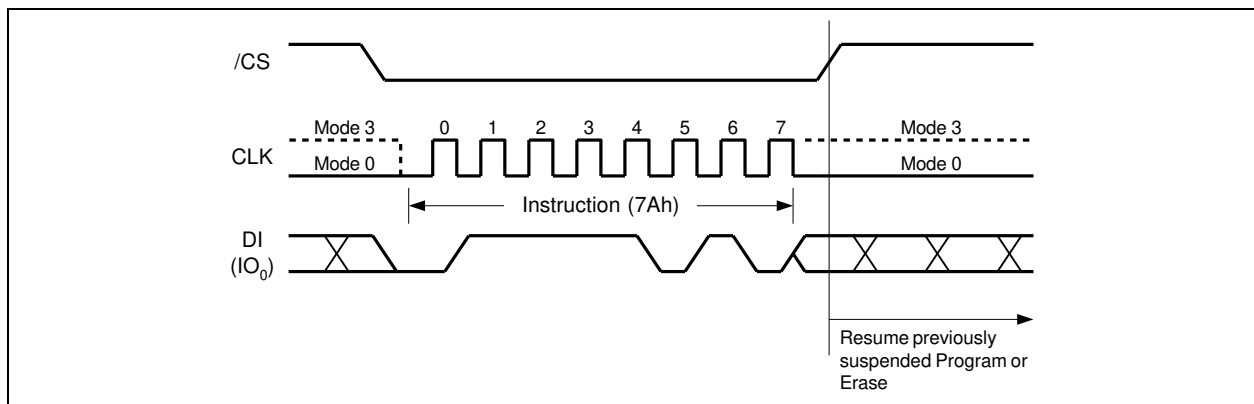 /CS
Mode 3
0 1 2 3 4 5 6 7
Mode 3
CLK
Mode 0
Mode 0
Instruction (7Ah)
DI
(IO0)
Resume previously
suspended Program or
Erase